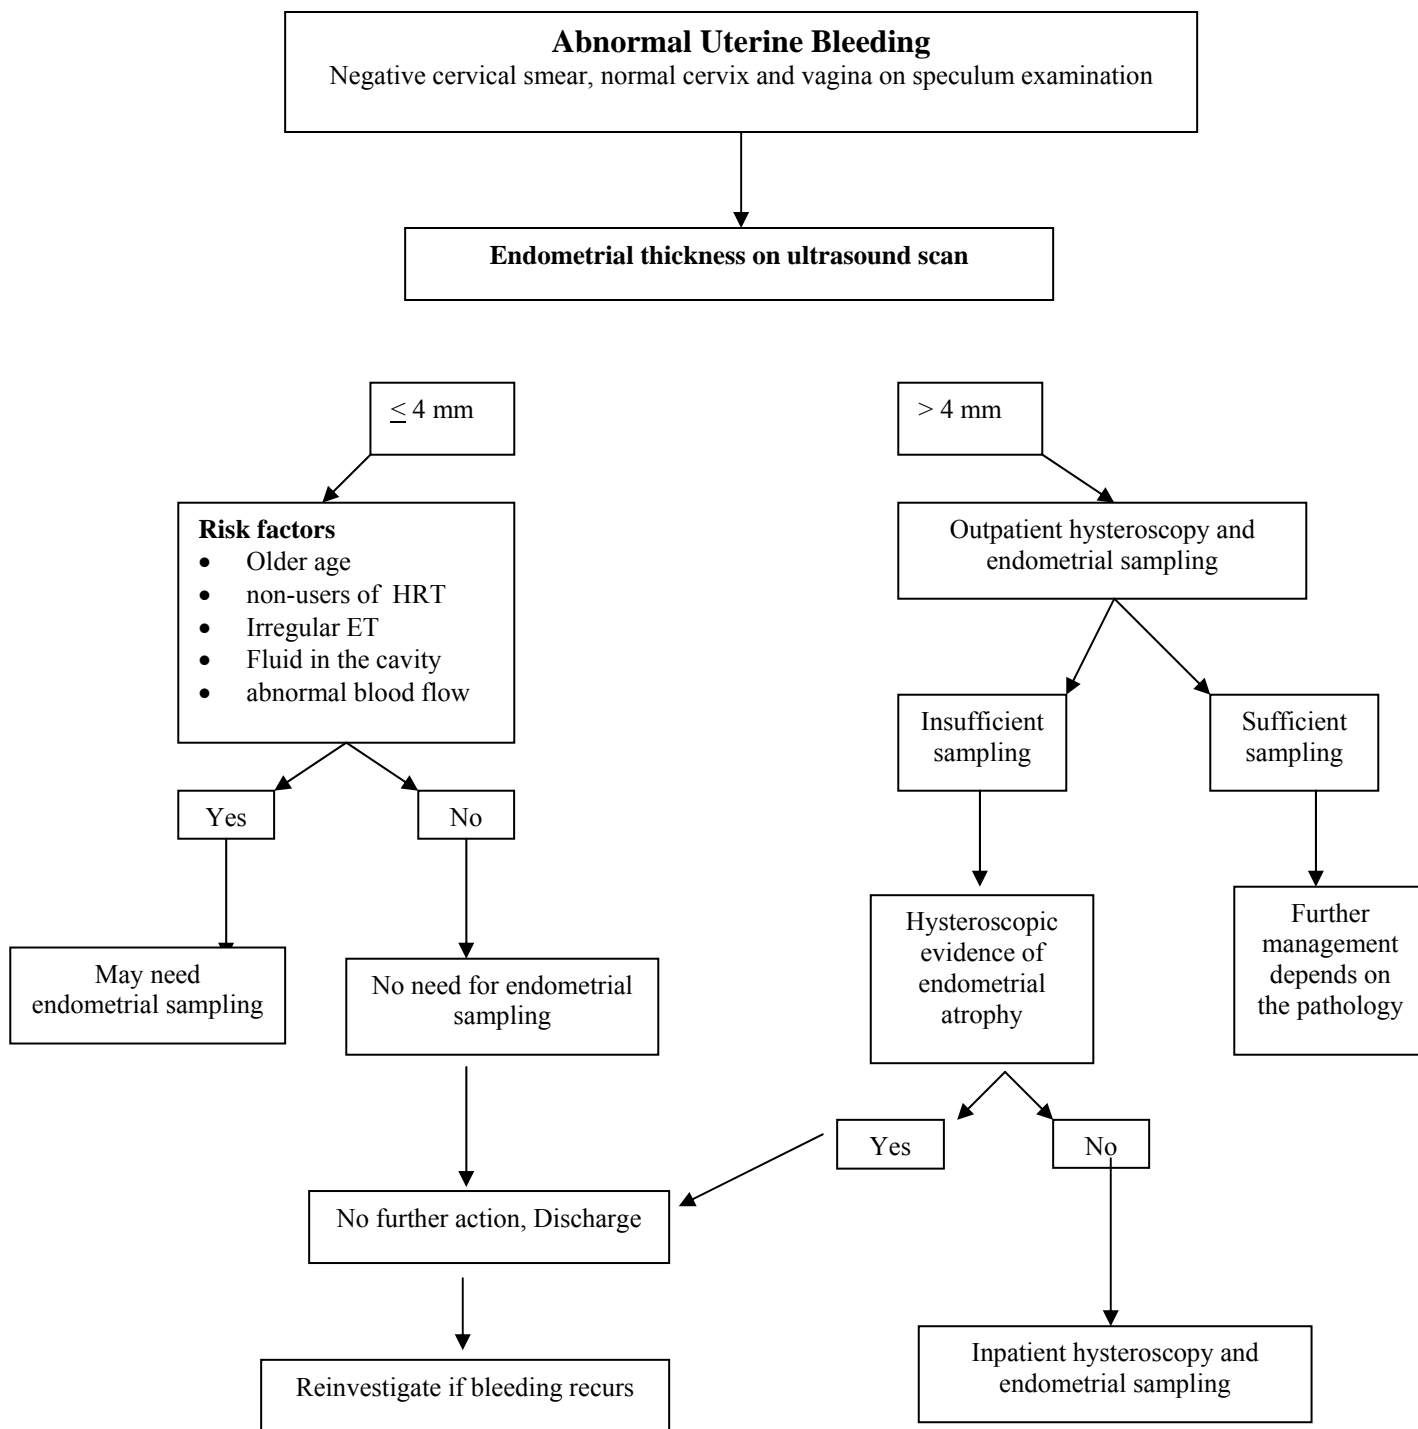 Abnormal Uterine Bleeding
Negative cervical smear, normal cervix and vagina on speculum examination
Endometrial thickness on ultrasound scan
≤ 4 mm
> 4 mm
Risk factors
• Older age
• non-users of HRT
• Irregular ET
• Fluid in the cavity
• abnormal blood flow
Outpatient hysteroscopy and
endometrial sampling
Insufficient
sampling
Sufficient
sampling
Yes
No
Hysteroscopic
evidence of
endometrial
atrophy
Further
management
depends on
the pathology
May need
endometrial sampling
No need for endometrial
sampling
Yes
No
No further action, Discharge
Inpatient hysteroscopy and
endometrial sampling
Reinvestigate if bleeding recurs